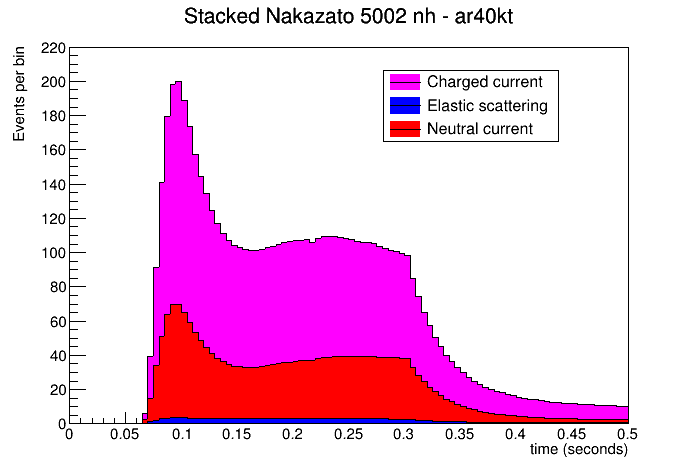 Stacked Nakazato 5002 nh - ar40kt
Events per bin
220
200
180
160
140
120
100
80
60
40
20
0
Charged current
Elastic scattering
Neutral current
0 0.05 0.1 0.15 0.2 0.25 0.3 0.35 0.4 0.45 0.5
time (seconds)